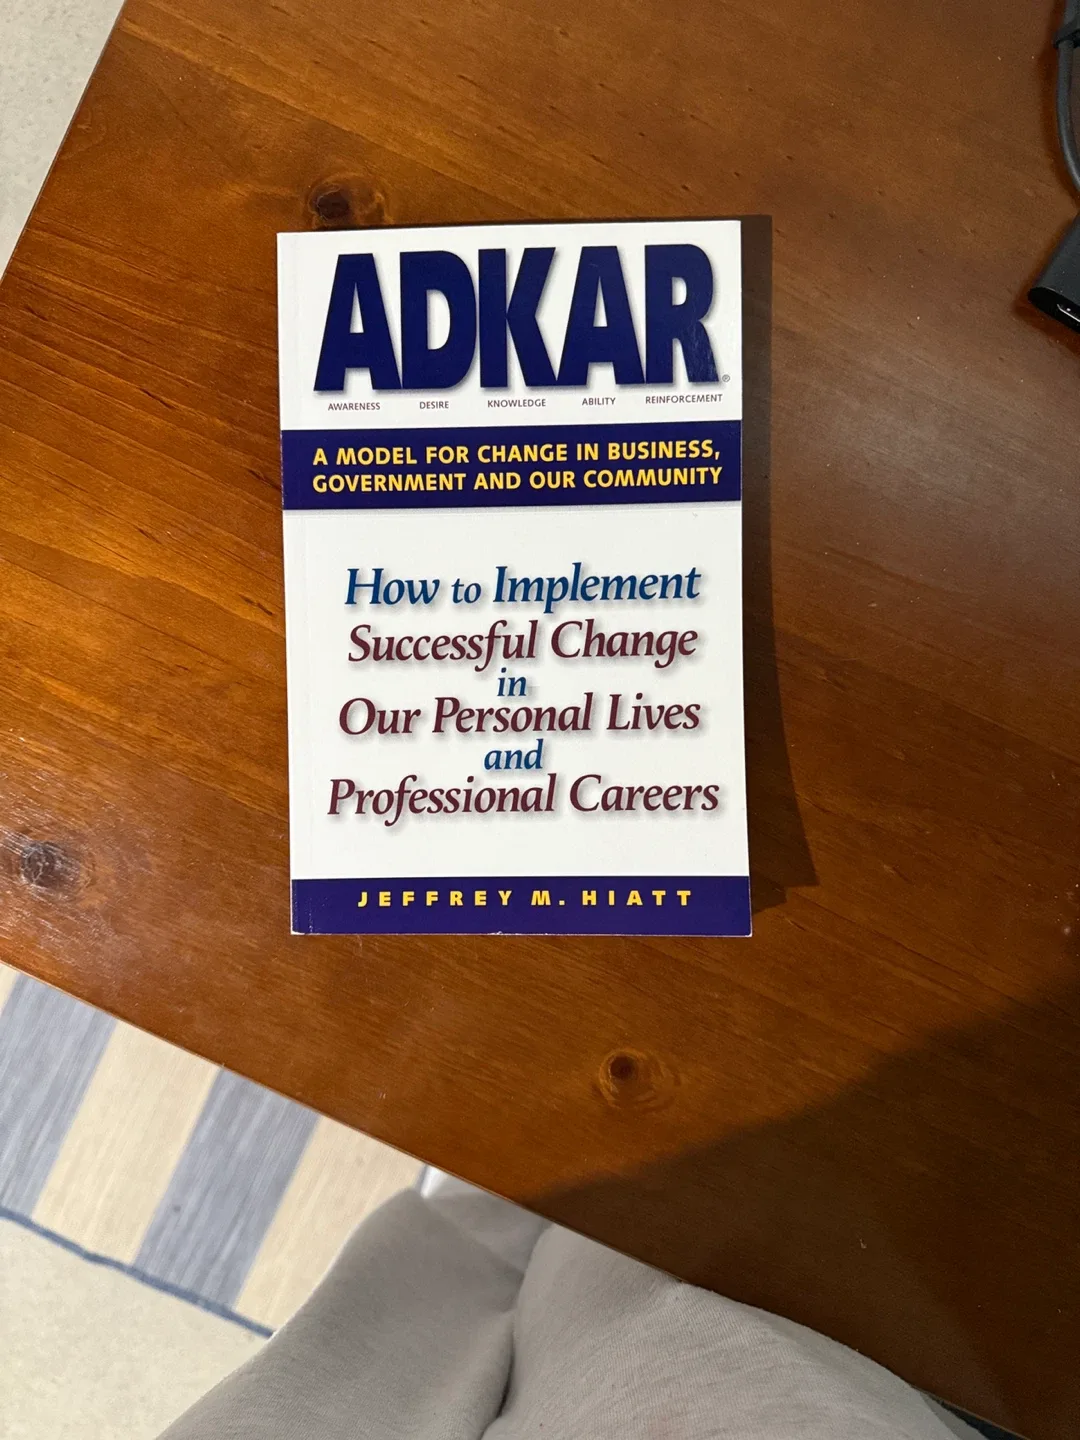 ADKAR®
AWARENESS DESIRE KNOWLEDGE ABILITY REINFORCEMENT
A MODEL FOR CHANGE IN BUSINESS,
GOVERNMENT AND OUR COMMUNITY
How to Implement
Successful Change
in
Our Personal Lives
and
Professional Careers
JEFFREY M. HIATT